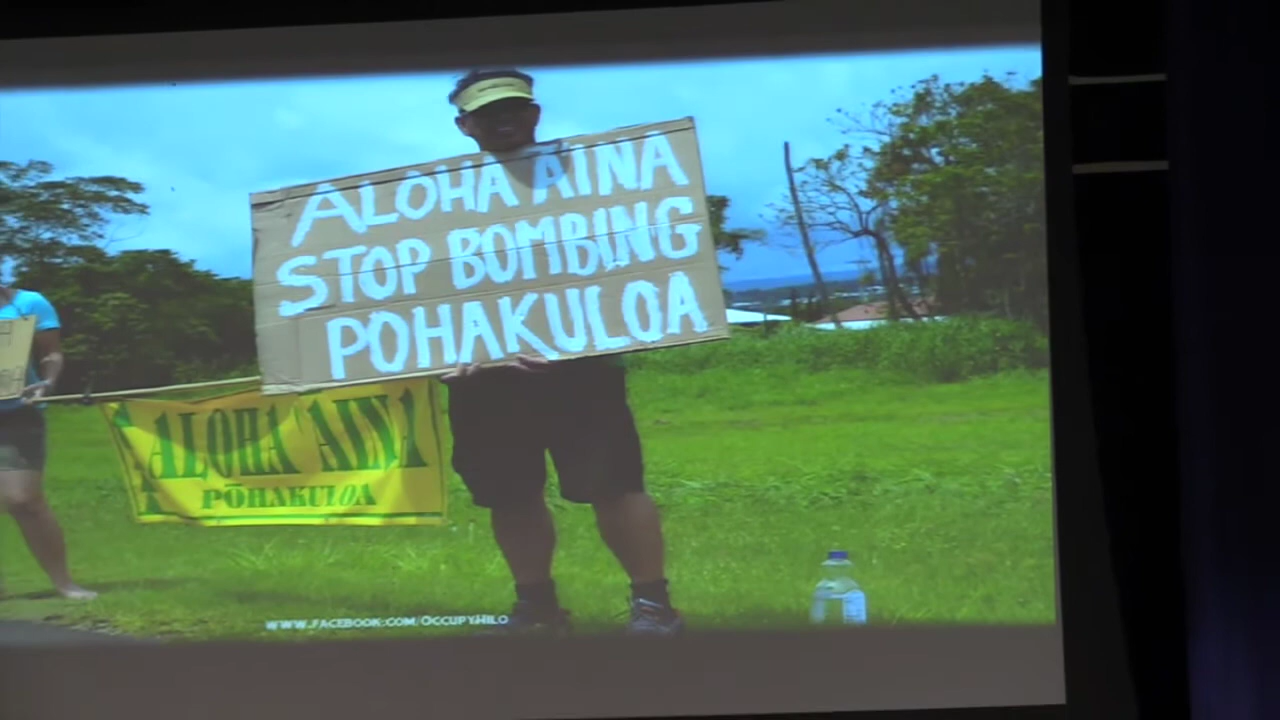 ALOHA AINA
STOP BOMBING
POHAKULOA
ALOHA 'AINA
PŌHAKULOA
WWW.FACEBOOK.COM/OCCUPYHILO